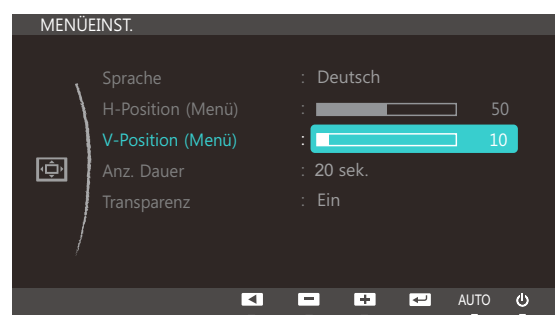 MENÜEINST.
Sprache : Deutsch
H-Position (Menü) : 50
V-Position (Menü) : 10
Anz. Dauer : 20 sek.
Transparenz : Ein
AUTO